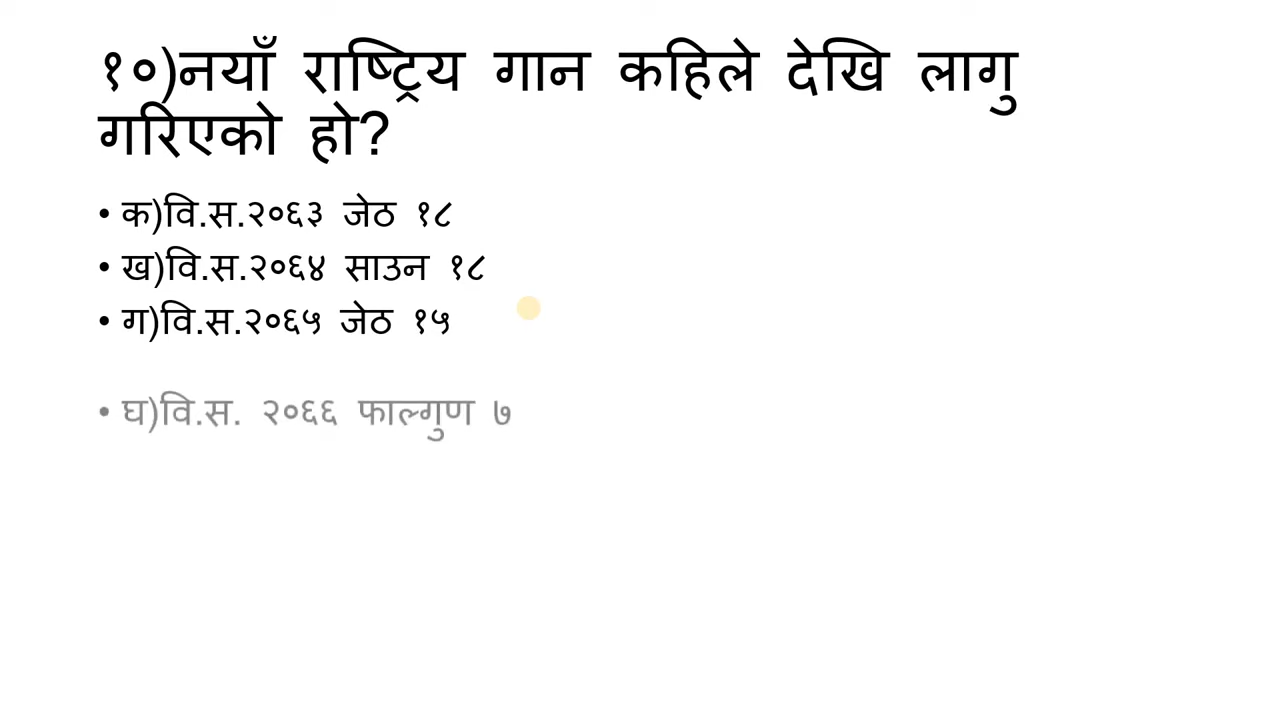 १०)नयाँ राष्ट्रिय गान कहिले देखि लागु
गरिएको हो?
• क)वि.स.२०६३ जेठ १८
• ख)वि.स.२०६४ साउन १८
• ग)वि.स.२०६५ जेठ १५
• घ)वि.स. २०६६ फाल्गुण ७